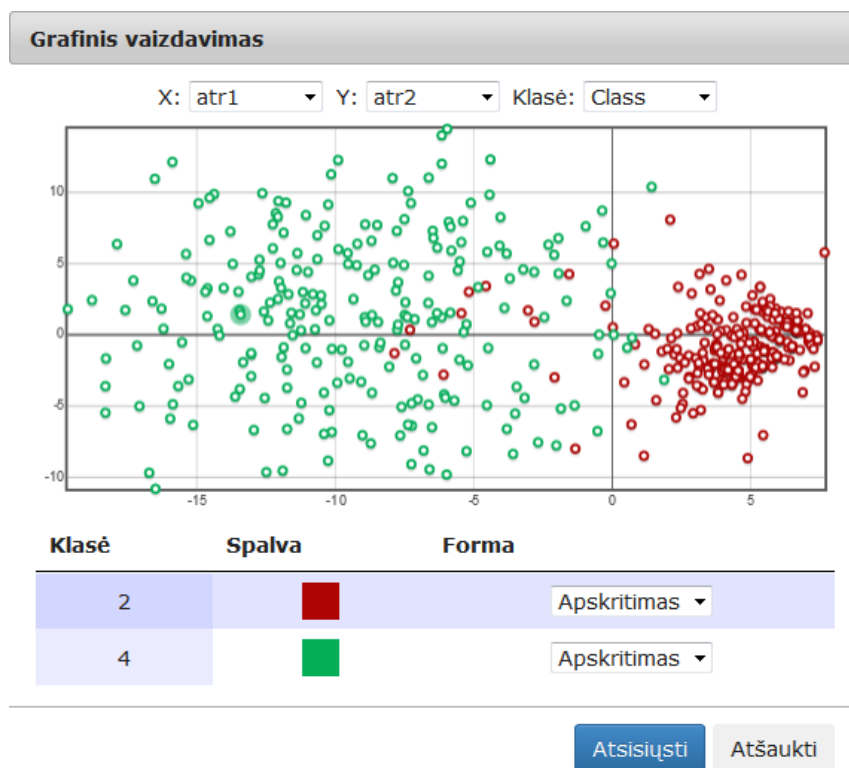 Grafinis vaizdavimas
X: atr1 Y: atr2 Klasė: Class
10
5
0
-5
-10
-15 -10 -5 0 5
Klasė Spalva Forma
2 Apskritimas
4 Apskritimas
Atsisiųsti Atšaukti